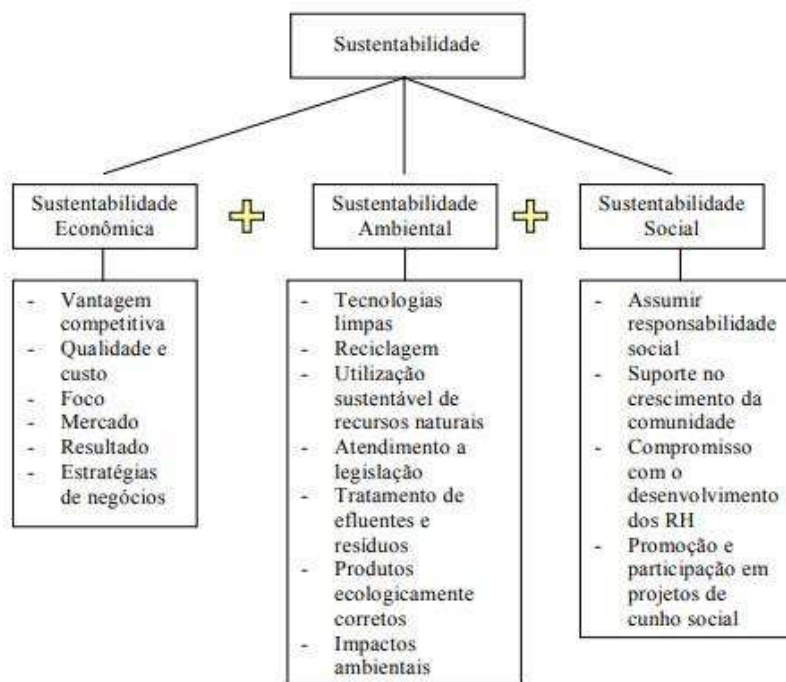 Sustentabilidade
Sustentabilidade
Econômica
Sustentabilidade
Ambiental
Sustentabilidade
Social
- Vantagem
competitiva
- Qualidade e
custo
- Foco
- Mercado
- Resultado
- Estratégias
de negócios
- Tecnologias
limpas
- Reciclagem
- Utilização
sustentável de
recursos naturais
- Atendimento a
legislação
- Tratamento de
efluentes e
resíduos
- Produtos
ecologicamente
corretos
- Impactos
ambientais
- Assumir
responsabilidade
social
- Suporte no
crescimento da
comunidade
- Compromisso
com o
desenvolvimento
dos RH
- Promoção e
participação em
projetos de
cunho social